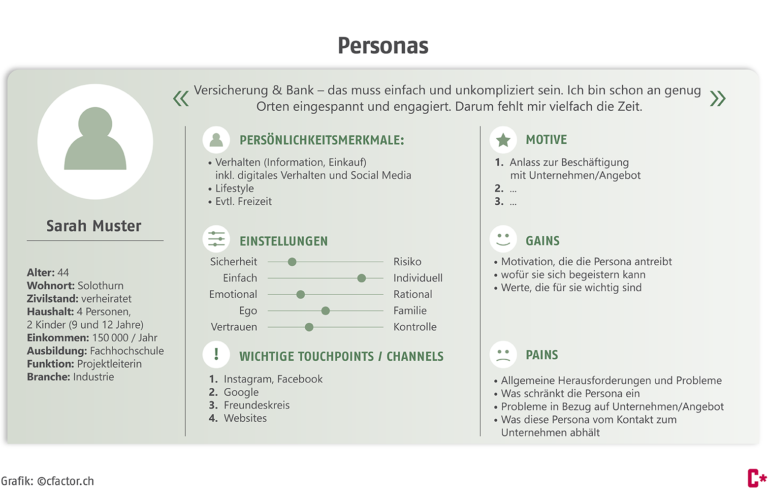 Personas
« Versicherung & Bank – das muss einfach und unkompliziert sein. Ich bin schon an genug
Orten eingespannt und engagiert. Darum fehlt mir vielfach die Zeit. »
Sarah Muster
Alter: 44
Wohnort: Solothurn
Zivilstand: verheiratet
Haushalt: 4 Personen,
2 Kinder (9 und 12 Jahre)
Einkommen: 150 000 / Jahr
Ausbildung: Fachhochschule
Funktion: Projektleiterin
Branche: Industrie
PERSÖNLICHKEITSMERKMALE:
• Verhalten (Information, Einkauf)
inkl. digitales Verhalten und Social Media
• Lifestyle
• Evtl. Freizeit
EINSTELLUNGEN
Sicherheit Risiko
Einfach Individuell
Emotional Rational
Ego Familie
Vertrauen Kontrolle
! WICHTIGE TOUCHPOINTS / CHANNELS
1. Instagram, Facebook
2. Google
3. Freundeskreis
4. Websites
MOTIVE
1. Anlass zur Beschäftigung
mit Unternehmen/Angebot
2. ...
3. ...
GAINS
• Motivation, die die Persona antreibt
• wofür sie sich begeistern kann
• Werte, die für sie wichtig sind
PAINS
• Allgemeine Herausforderungen und Probleme
• Was schränkt die Persona ein
• Probleme in Bezug auf Unternehmen/Angebot
• Was diese Persona vom Kontakt zum
Unternehmen abhält
Grafik: ©cfactor.ch
C*